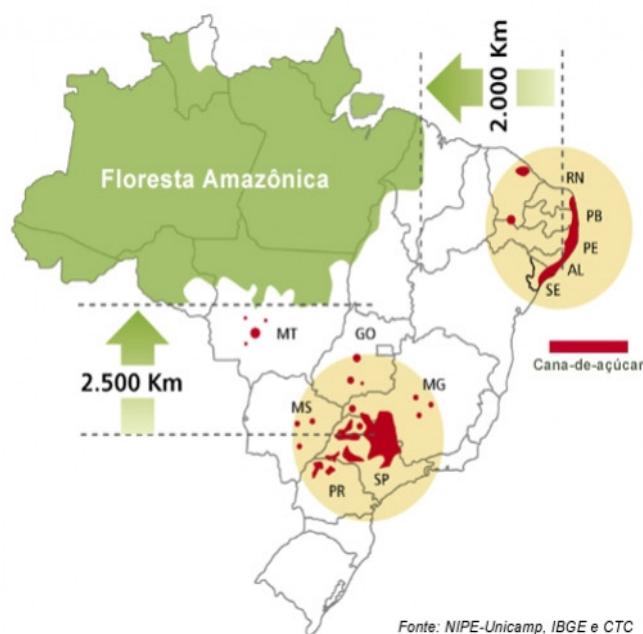 2.000 Km
Floresta Amazônica
RN
PB
PE
AL
SE
MT
GO
Cana-de-açúcar
2.500 Km
MG
MS
SP
PR
Fonte: NIPE-Unicamp, IBGE e CTC